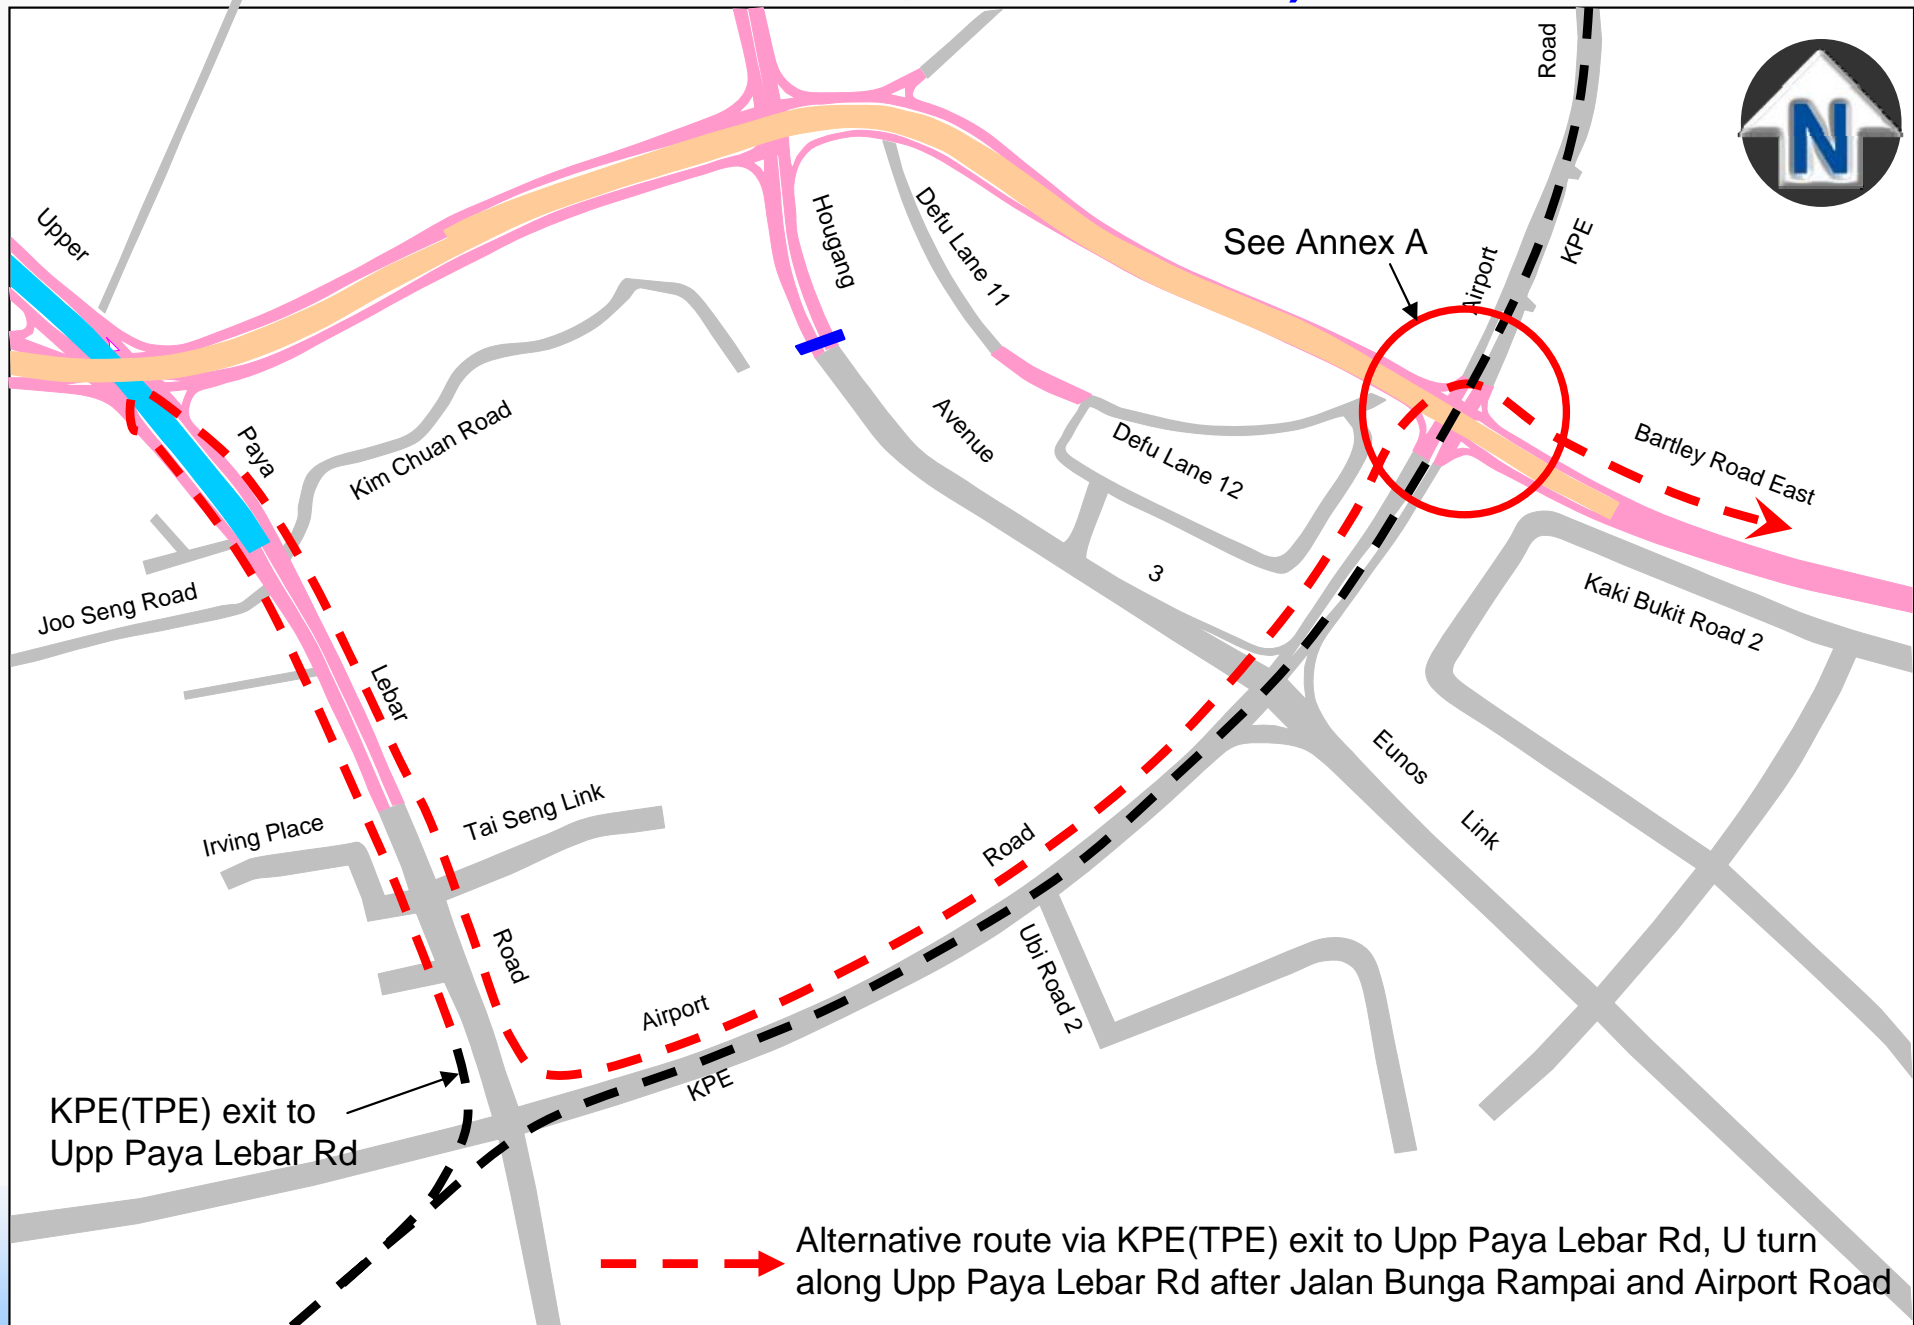 Road
N
Upper
Hougang
Defu Lane 11
See Annex A
Airport
KPE
Paya
Kim Chuan Road
Avenue
Defu Lane 12
Bartley Road East
3
Kaki Bukit Road 2
Joo Seng Road
Lebar
Eunos
Link
Irving Place
Tai Seng Link
Road
Road
Ubi Road 2
Airport
KPE
KPE(TPE) exit to
Upp Paya Lebar Rd
Alternative route via KPE(TPE) exit to Upp Paya Lebar Rd, U turn
along Upp Paya Lebar Rd after Jalan Bunga Rampai and Airport Road